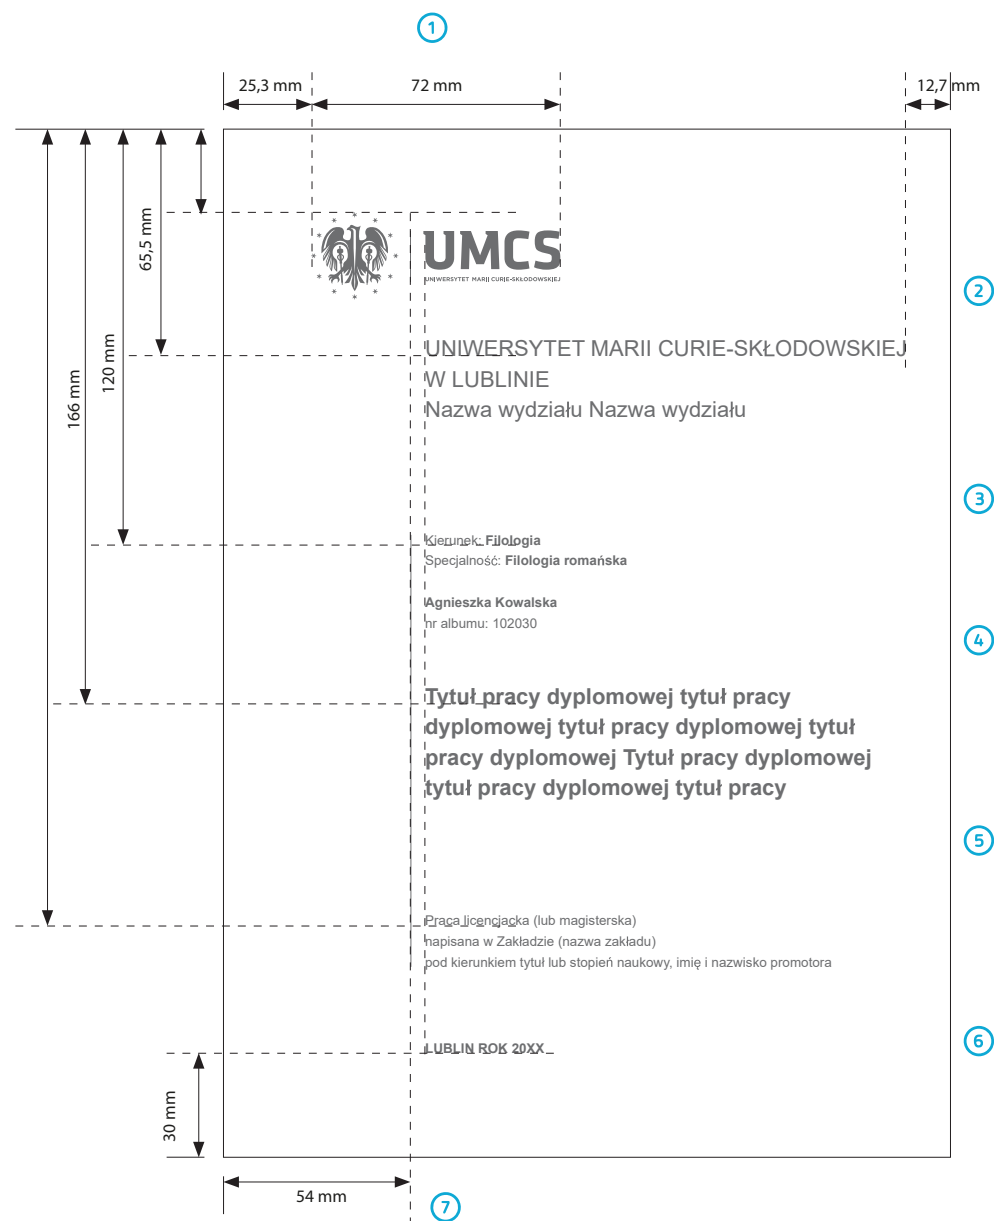 1
25,3 mm
72 mm
12,7 mm
65,5 mm
120 mm
166 mm
UMCS
UNIWERSYTET MARII CURIE-SKŁODOWSKIEJ
2
UNIWERSYTET MARII CURIE-SKŁODOWSKIEJ
W LUBLINIE
Nazwa wydziału Nazwa wydziału
3
Kierunek: Filologia
Specjalność: Filologia romańska
Agnieszka Kowalska
nr albumu: 102030
4
Tytuł pracy dyplomowej tytuł pracy
dyplomowej tytuł pracy dyplomowej tytuł
pracy dyplomowej Tytuł pracy dyplomowej
tytuł pracy dyplomowej tytuł pracy
5
Praca licencjacka (lub magisterska)
napisana w Zakładzie (nazwa zakładu)
pod kierunkiem tytuł lub stopień naukowy, imię i nazwisko promotora
6
LUBLIN ROK 20XX
30 mm
54 mm
7